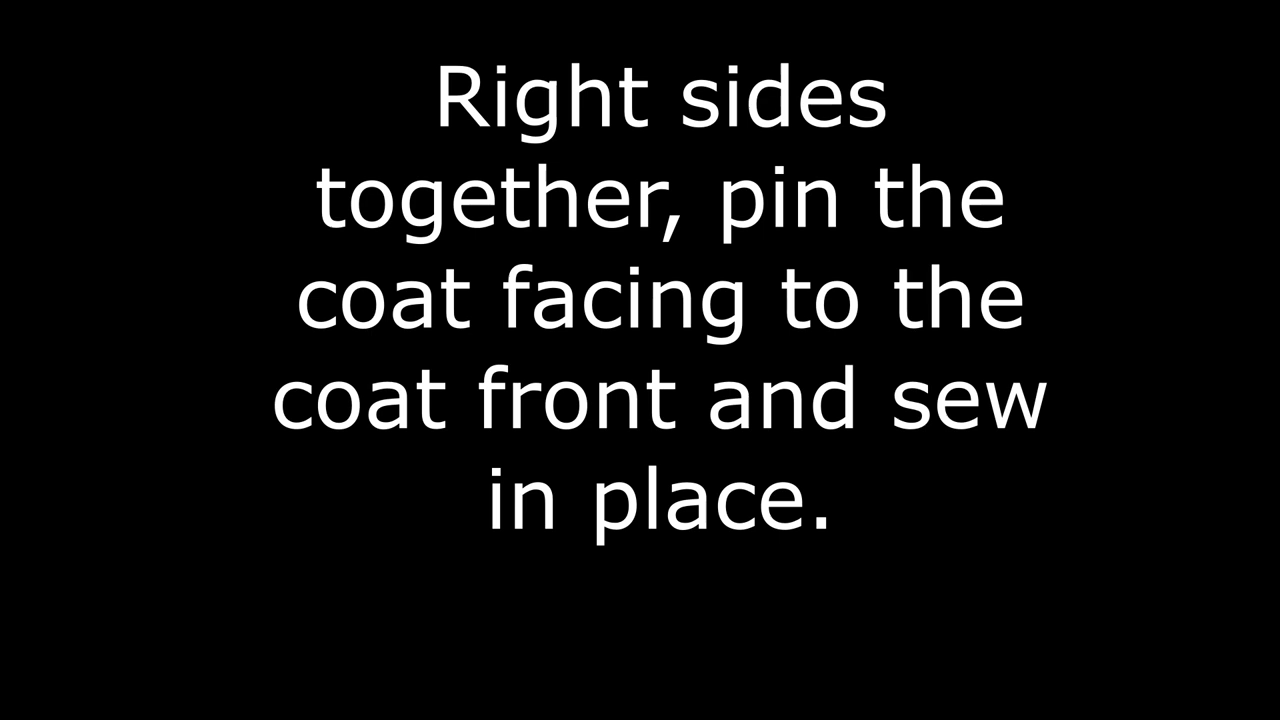 Right sides
together, pin the
coat facing to the
coat front and sew
in place.